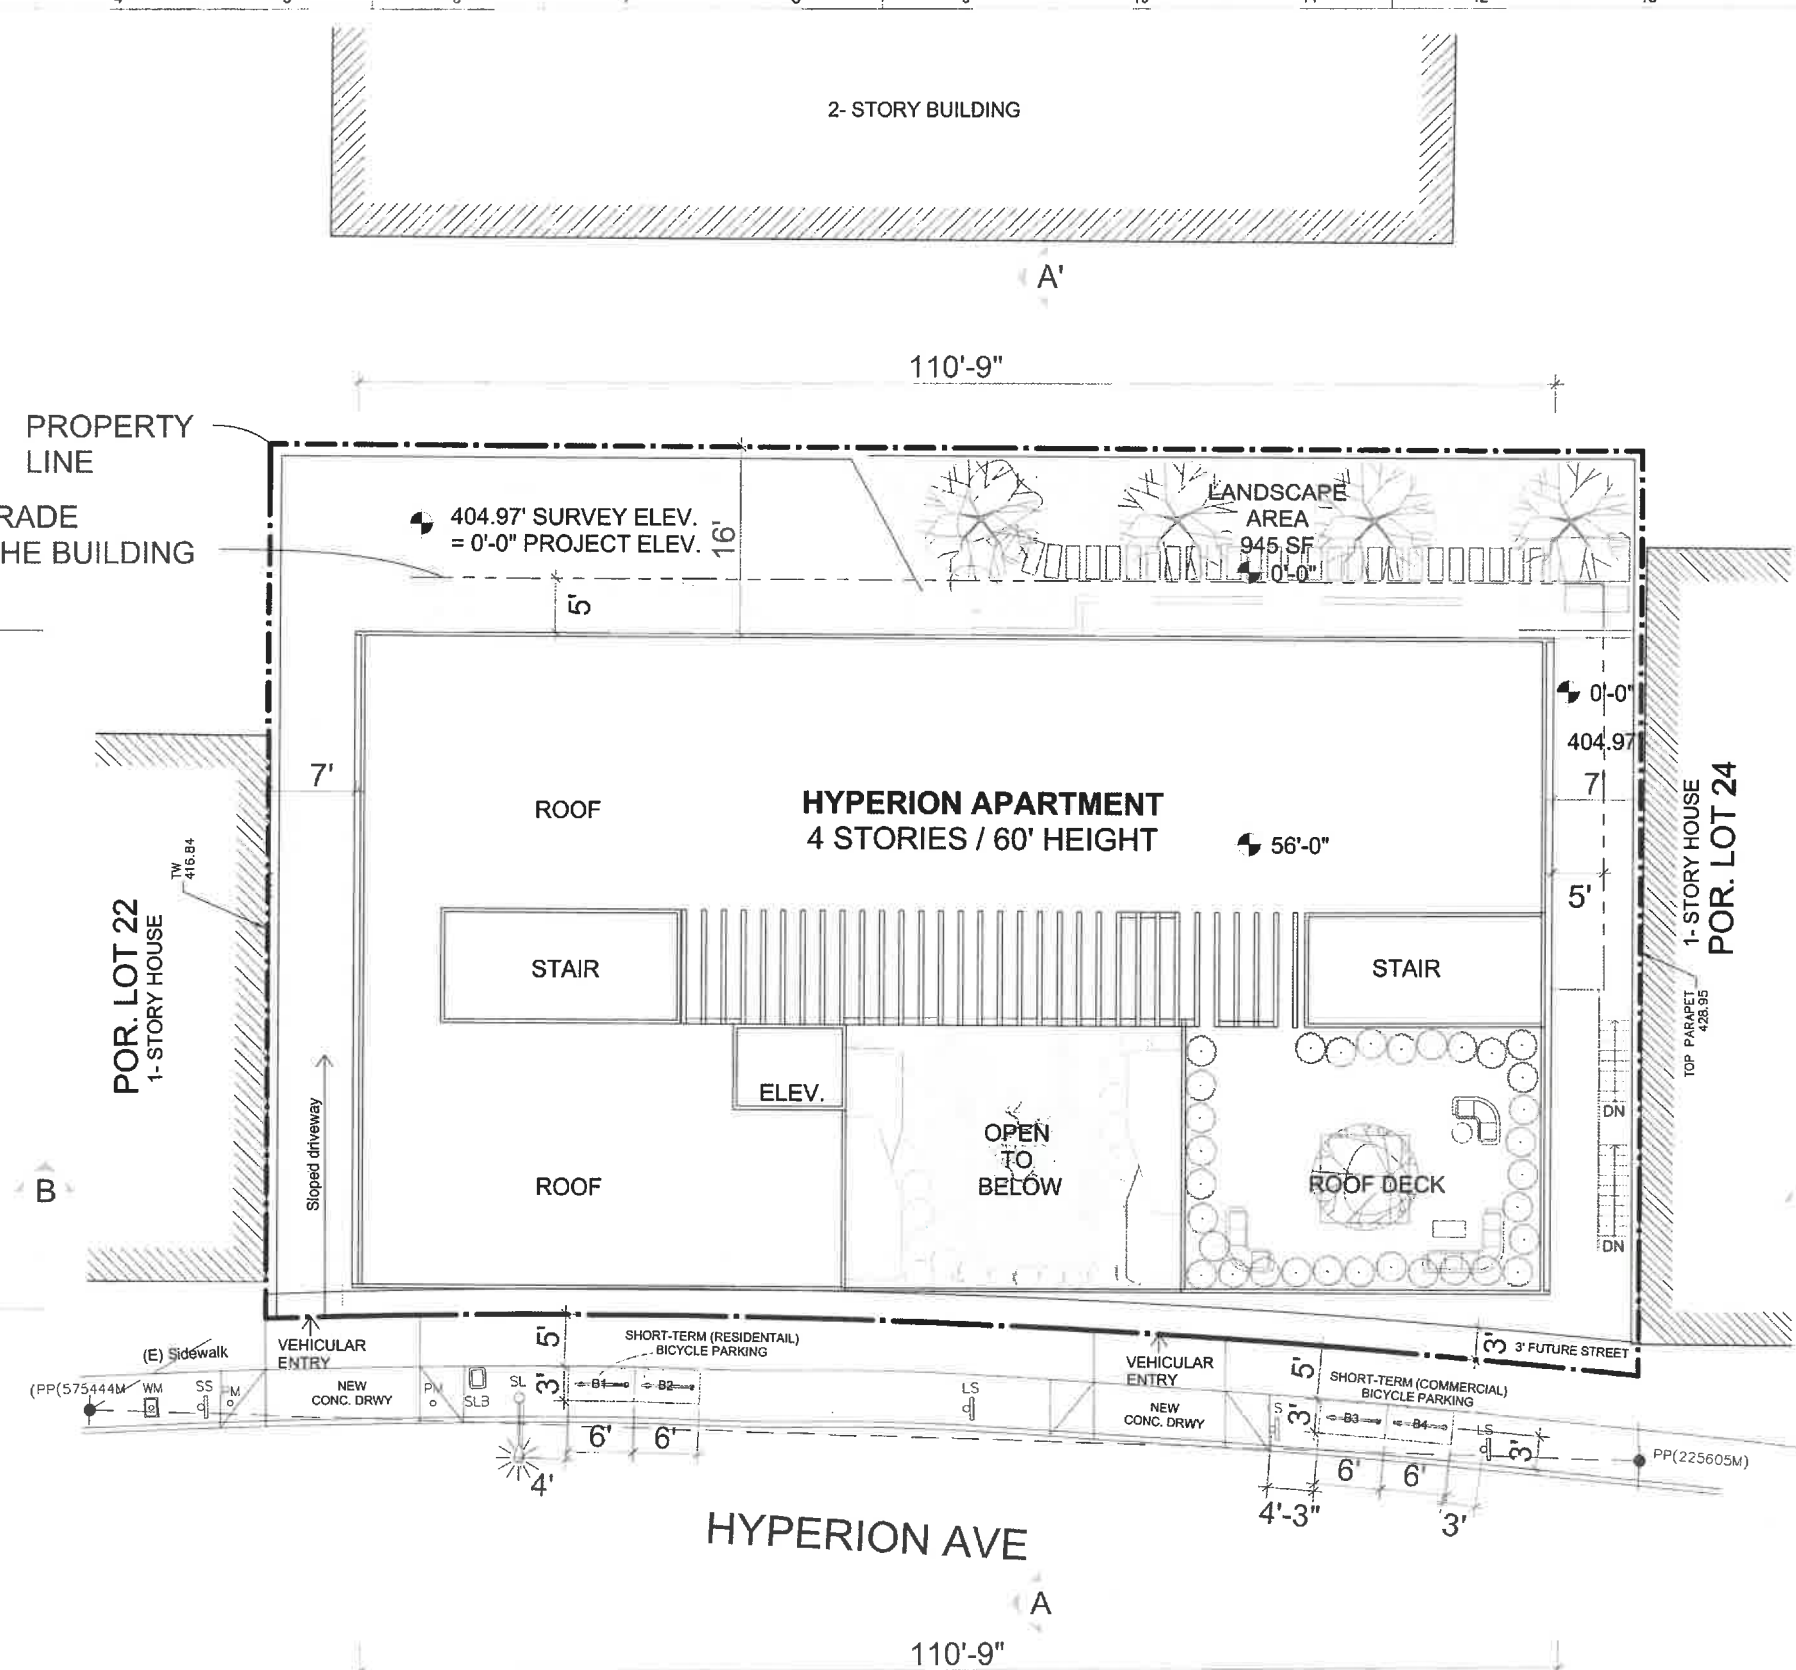 2- STORY BUILDING
A'
110'-9"
PROPERTY
LINE
RADE
HE BUILDING
404.97' SURVEY ELEV.
= 0'-0" PROJECT ELEV.
16'
5'
LANDSCAPE
AREA
945 SF
0'-0"
0'-0"
404.97'
7'
7'
5'
ROOF
HYPERION APARTMENT
4 STORIES / 60' HEIGHT
56'-0"
TW
416.84
POR. LOT 22
1- STORY HOUSE
1- STORY HOUSE
POR. LOT 24
TOP PARAPET
428.95
STAIR
STAIR
ELEV.
OPEN
TO
BELOW
ROOF
ROOF DECK
DN
DN
Sloped driveway
B
(E) Sidewalk
VEHICULAR
ENTRY
5'
SHORT-TERM (RESIDENTAIL)
BICYCLE PARKING
VEHICULAR
ENTRY
5'
3'
3' FUTURE STREET
SHORT-TERM (COMMERCIAL)
BICYCLE PARKING
(PP(575444M
WM
SS
PM
NEW
CONC. DRWY
PM
SLB
SL
3'
B1
B2
LS
NEW
CONC. DRWY
S
3'
B3
B4
LS
3'
PP(225605M)
6'
6'
4'
6'
6'
4'-3"
3'
HYPERION AVE
A
110'-9"